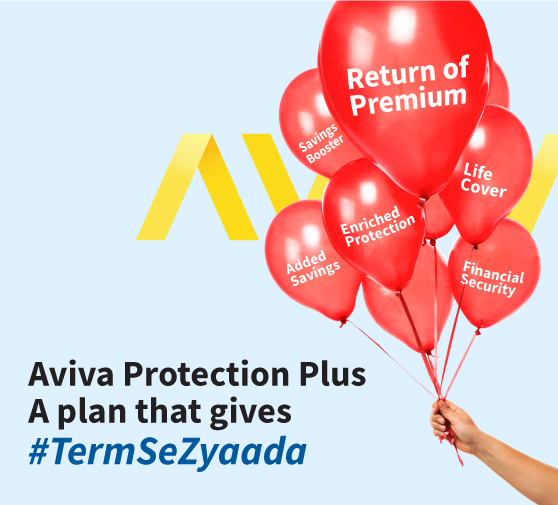 Return of
Premium
Savings
Booster
Life
Cover
Enriched
Protection
Added
Savings
Financial
Security
Aviva Protection Plus
A plan that gives
#TermSeZyaada